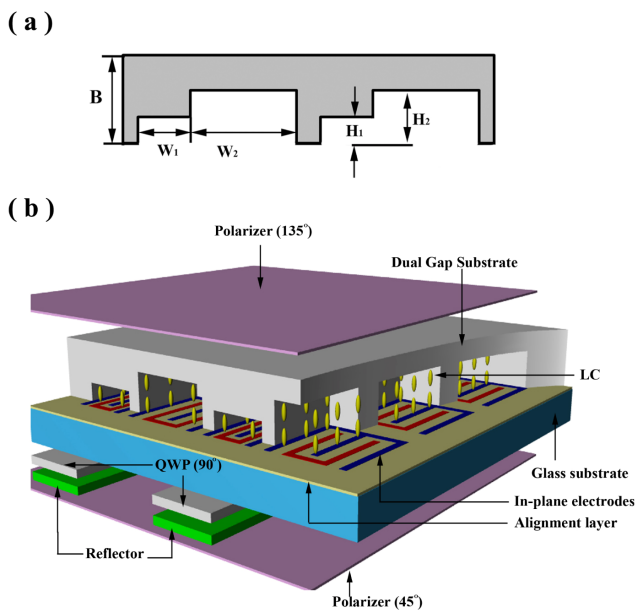 ( a )
B
W1
W2
H1
H2
( b )
Polarizer (135°)
Dual Gap Substrate
LC
QWP (90°)
Glass substrate
In-plane electrodes
Alignment layer
Reflector
Polarizer (45°)